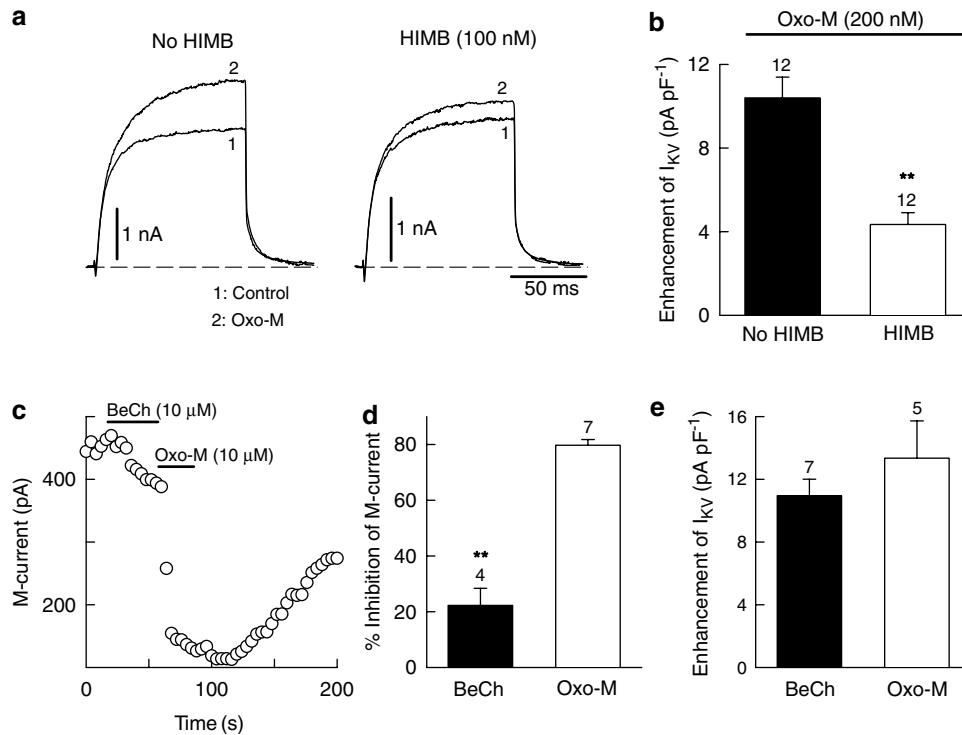 a
No HIMB
HIMB (100 nM)
2
1
2
1
1 nA
1 nA
50 ms
1: Control
2: Oxo-M
b
Oxo-M (200 nM)
Enhancement of I_KV (pA pF⁻¹)
12
8
4
0
12
**
12
No HIMB
HIMB
c
BeCh (10 μM)
Oxo-M (10 μM)
M-current (pA)
400
200
0
100
200
Time (s)
d
% Inhibition of M-current
80
60
40
20
0
**
4
7
BeCh
Oxo-M
e
Enhancement of I_KV (pA pF⁻¹)
16
12
8
4
0
7
5
BeCh
Oxo-M